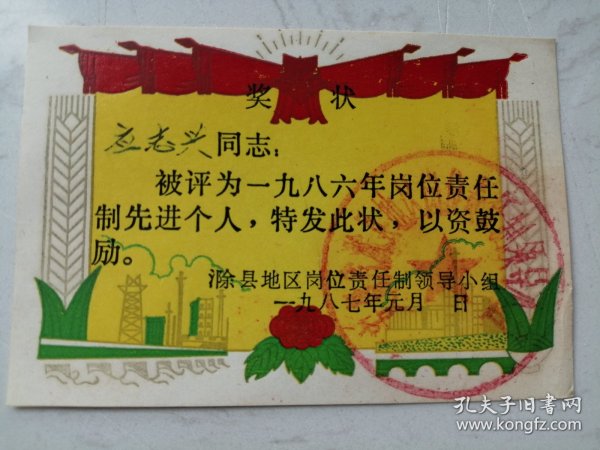 奖状
应志兴同志：
被评为一九八六年岗位责任
制先进个人，特发此状，以资鼓
励。
滁县地区岗位责任制领导小组
一九八七年元月 日
孔夫子旧书网
www.kongfz.com